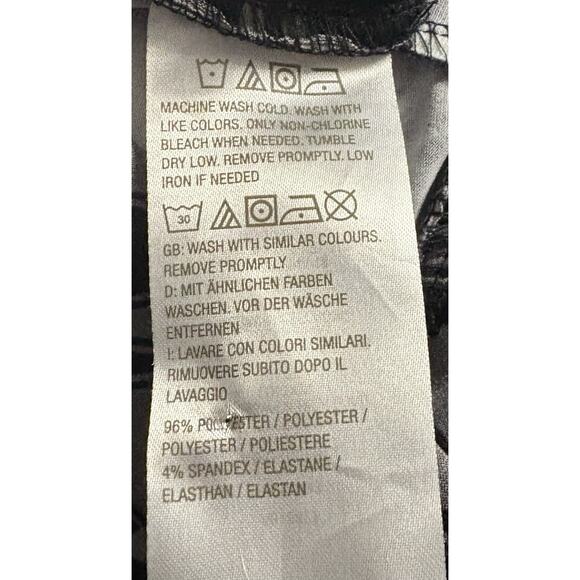 MACHINE WASH COLD. WASH WITH
LIKE COLORS. ONLY NON-CHLORINE
BLEACH WHEN NEEDED. TUMBLE
DRY LOW. REMOVE PROMPTLY. LOW
IRON IF NEEDED
30
GB: WASH WITH SIMILAR COLOURS.
REMOVE PROMPTLY
D: MIT ÄHNLICHEN FARBEN
WASCHEN. VOR DER WÄSCHE
ENTFERNEN
I: LAVARE CON COLORI SIMILARI.
RIMUOVERE SUBITO DOPO IL
LAVAGGIO
96% POLYESTER / POLYESTER /
POLYESTER / POLIESTERE
4% SPANDEX / ELASTANE /
ELASTHAN / ELASTAN